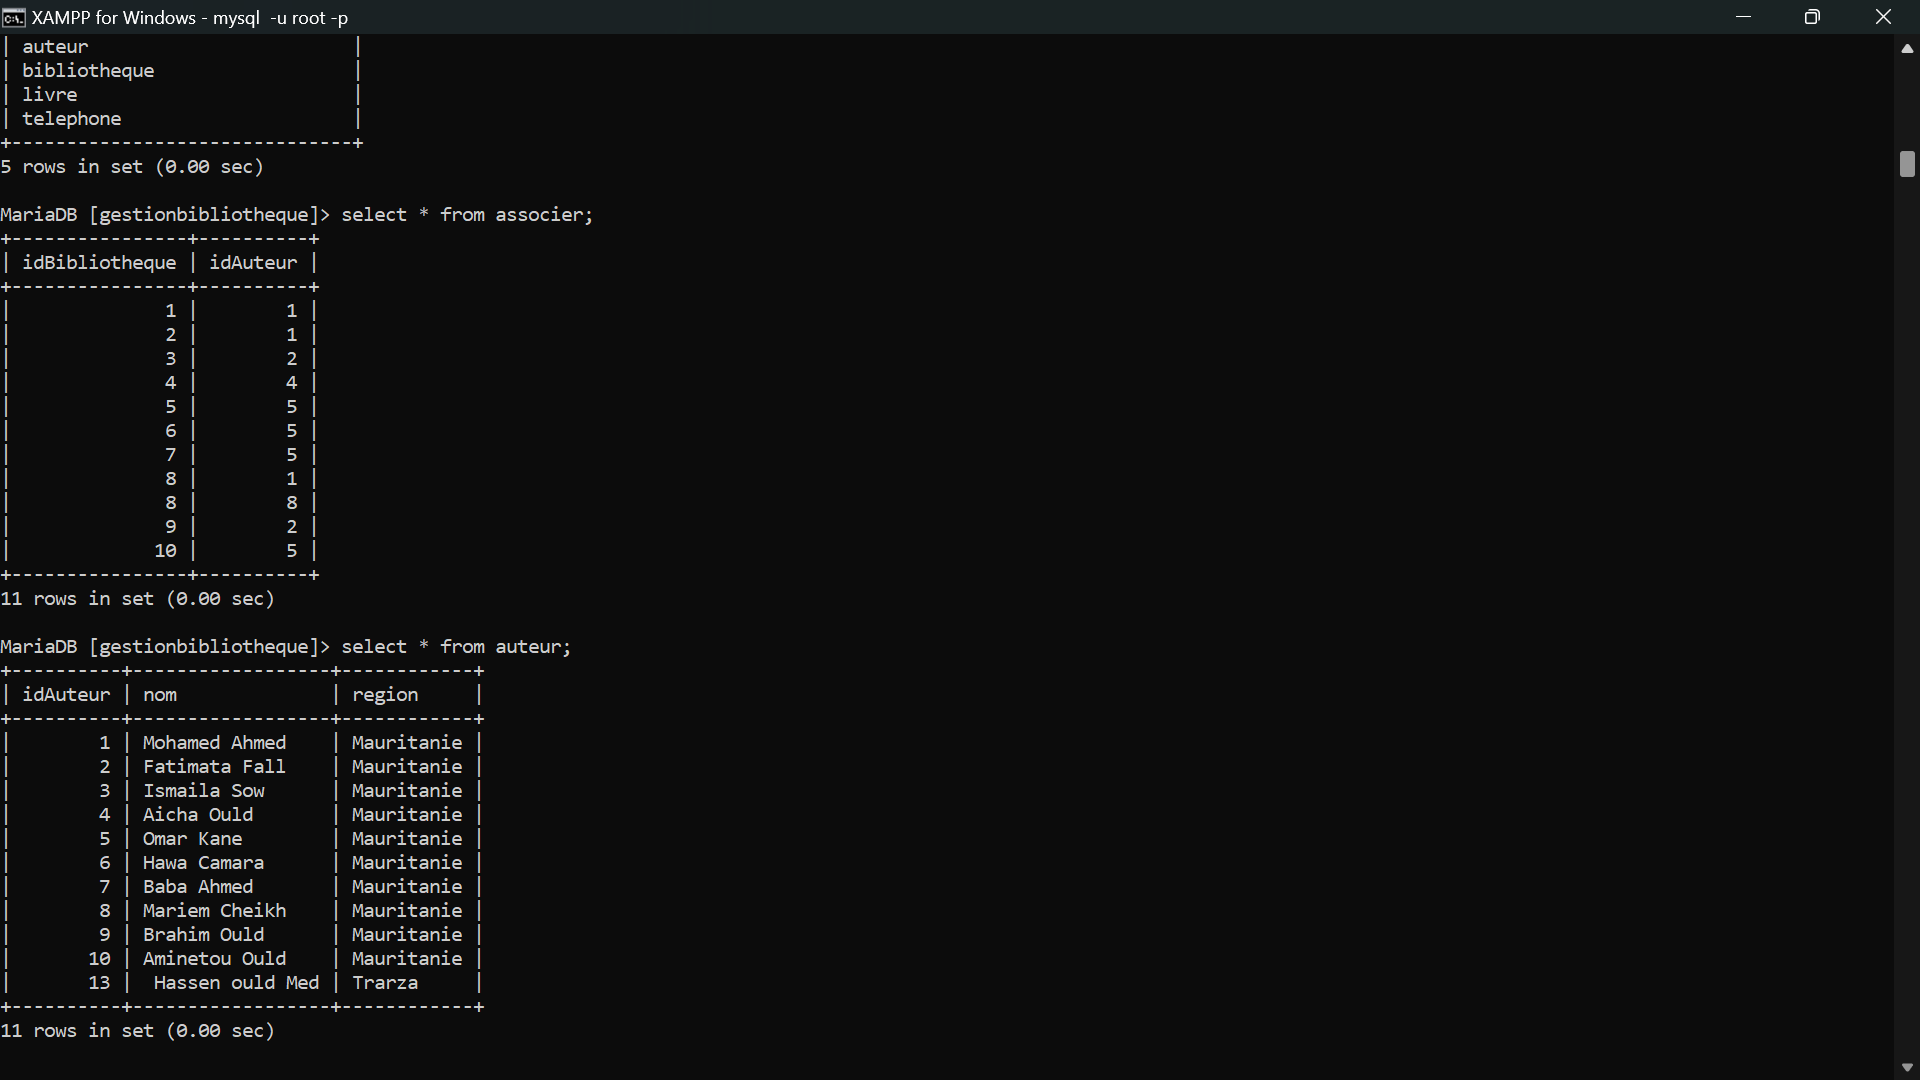 XAMPP for Windows - mysql  -u root -p
| auteur                        |
| bibliotheque                  |
| livre                         |
| telephone                     |
+-------------------------------+
5 rows in set (0.00 sec)
MariaDB [gestionbibliotheque]> select * from associer;
+----------------+----------+
| idBibliotheque | idAuteur |
+----------------+----------+
|              1 |        1 |
|              2 |        1 |
|              3 |        2 |
|              4 |        4 |
|              5 |        5 |
|              6 |        5 |
|              7 |        5 |
|              8 |        1 |
|              8 |        8 |
|              9 |        2 |
|             10 |        5 |
+----------------+----------+
11 rows in set (0.00 sec)
MariaDB [gestionbibliotheque]> select * from auteur;
+----------+------------------+------------+
| idAuteur | nom              | region     |
+----------+------------------+------------+
|        1 | Mohamed Ahmed    | Mauritanie |
|        2 | Fatimata Fall    | Mauritanie |
|        3 | Ismaila Sow      | Mauritanie |
|        4 | Aicha Ould       | Mauritanie |
|        5 | Omar Kane        | Mauritanie |
|        6 | Hawa Camara      | Mauritanie |
|        7 | Baba Ahmed       | Mauritanie |
|        8 | Mariem Cheikh    | Mauritanie |
|        9 | Brahim Ould      | Mauritanie |
|       10 | Aminetou Ould    | Mauritanie |
|       13 |  Hassen ould Med | Trarza     |
+----------+------------------+------------+
11 rows in set (0.00 sec)